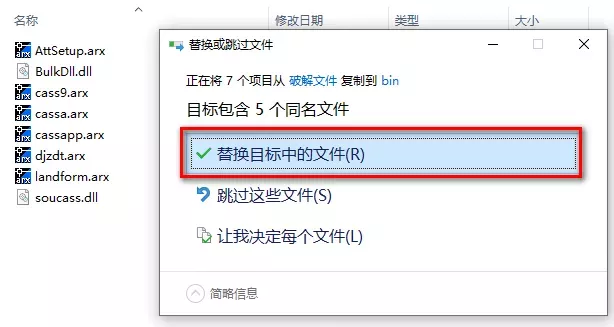 名称
修改日期
类型
大小
AttSetup.arx
BulkDll.dll
cass9.arx
cassa.arx
cassapp.arx
djzdt.arx
landform.arx
soucass.dll
替换或跳过文件
正在将 7 个项目从 破解文件 复制到 bin
目标包含 5 个同名文件
替换目标中的文件(R)
跳过这些文件(S)
让我决定每个文件(L)
简略信息